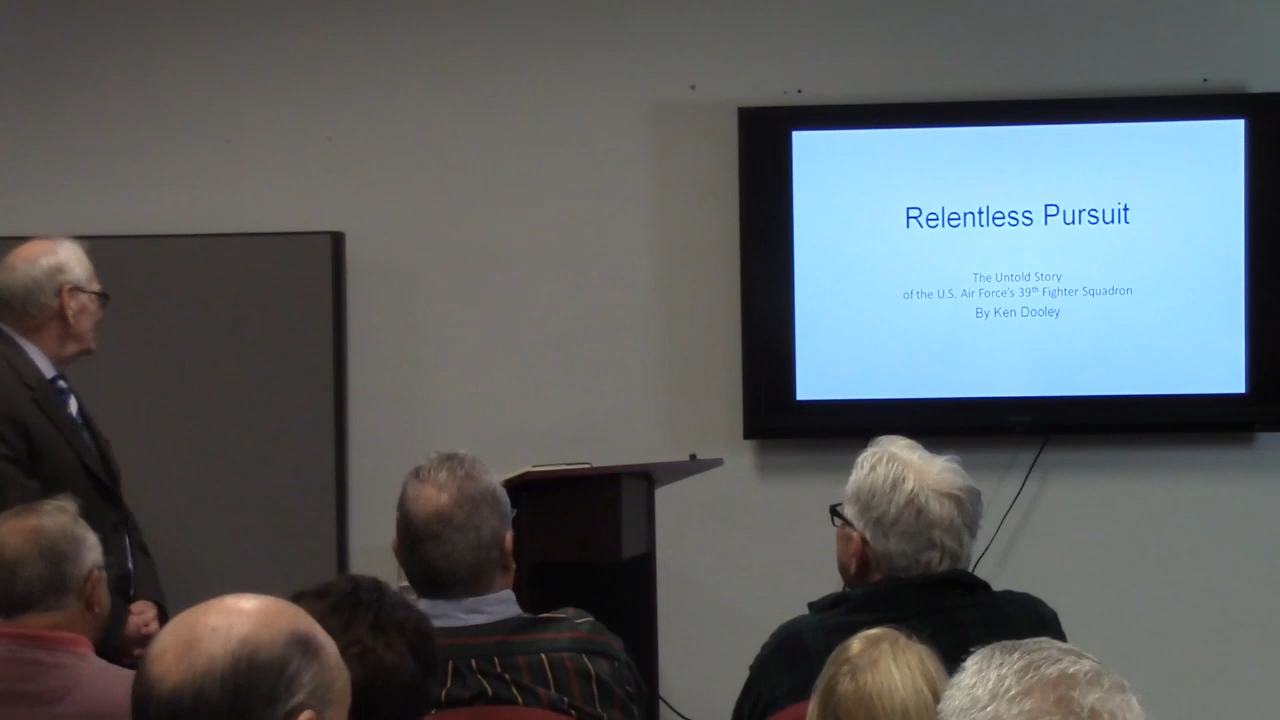 Relentless Pursuit
The Untold Story
of the U.S. Air Force's 39th Fighter Squadron
By Ken Dooley